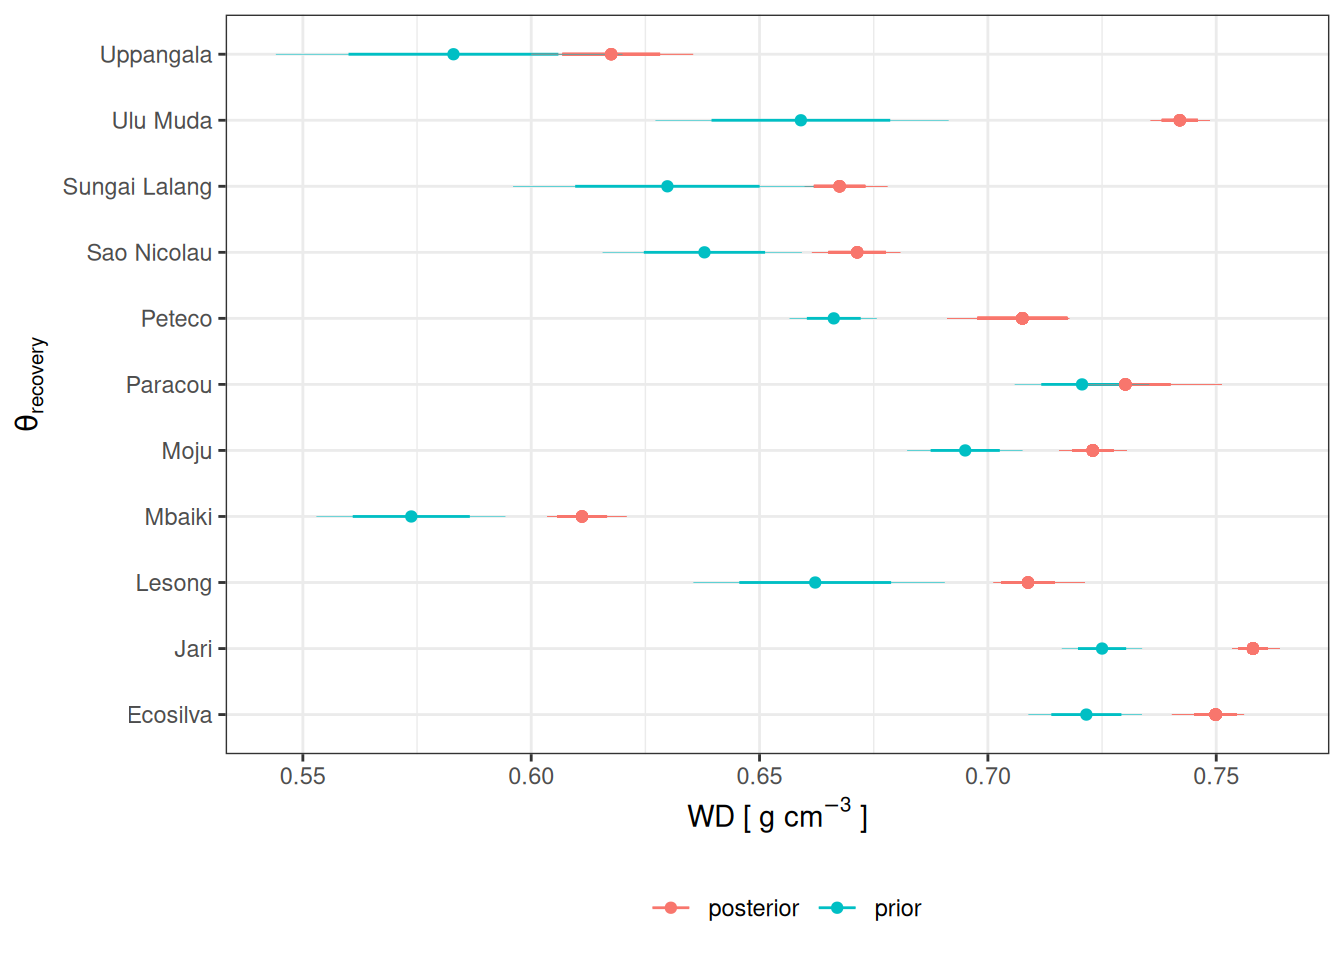 Uppangala
Ulu Muda
Sungai Lalang
Sao Nicolau
Peteco
Paracou
Moju
Mbaiki
Lesong
Jari
Ecosilva
θrecovery
0.55 0.60 0.65 0.70 0.75
WD [ g cm−3 ]
posterior prior